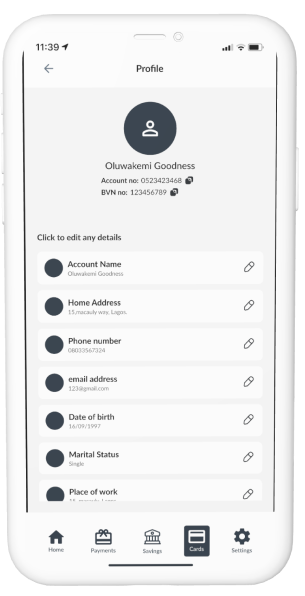 11:39
Profile
Oluwakemi Goodness
Account no: 0523423468
BVN no: 123456789
Click to edit any details
Account Name
Oluwakemi Goodness
Home Address
15,macauly way, Lagos.
Phone number
08033567324
email address
123@gmail.com
Date of birth
16/09/1997
Marital Status
Single
Place of work
Home Payments Savings Cards Settings